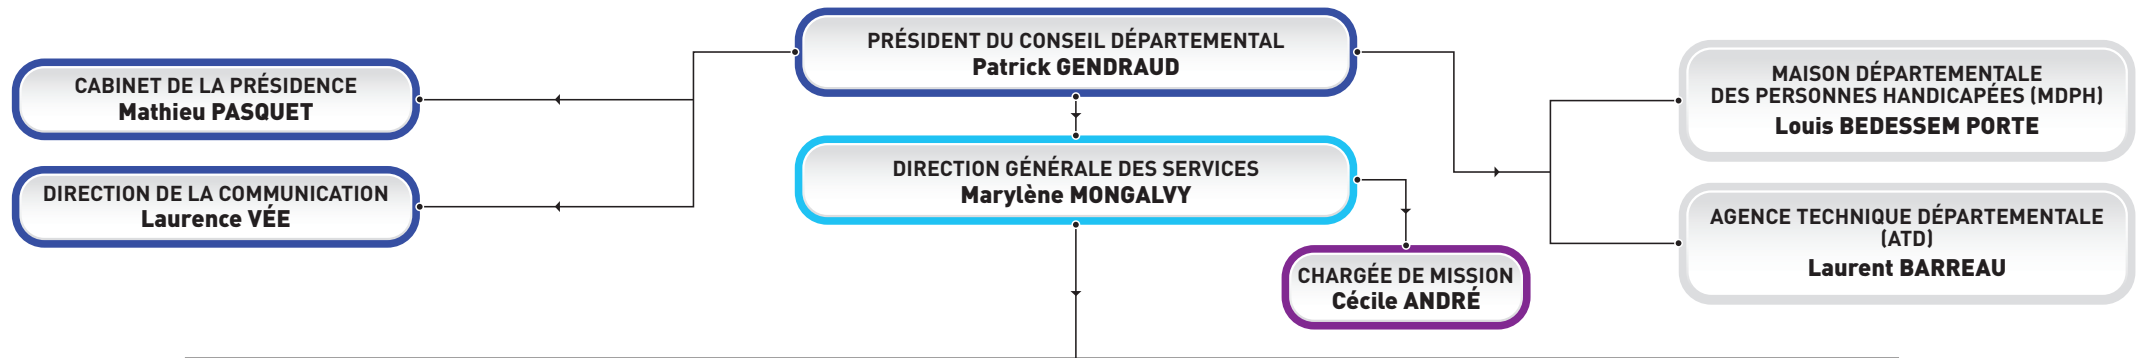 PRÉSIDENT DU CONSEIL DÉPARTEMENTAL
Patrick GENDRAUD
CABINET DE LA PRÉSIDENCE
Mathieu PASQUET
DIRECTION DE LA COMMUNICATION
Laurence VÉE
DIRECTION GÉNÉRALE DES SERVICES
Marylène MONGALVY
CHARGÉE DE MISSION
Cécile ANDRÉ
MAISON DÉPARTEMENTALE
DES PERSONNES HANDICAPÉES (MDPH)
Louis BEDESSEM PORTE
AGENCE TECHNIQUE DÉPARTEMENTALE
(ATD)
Laurent BARREAU